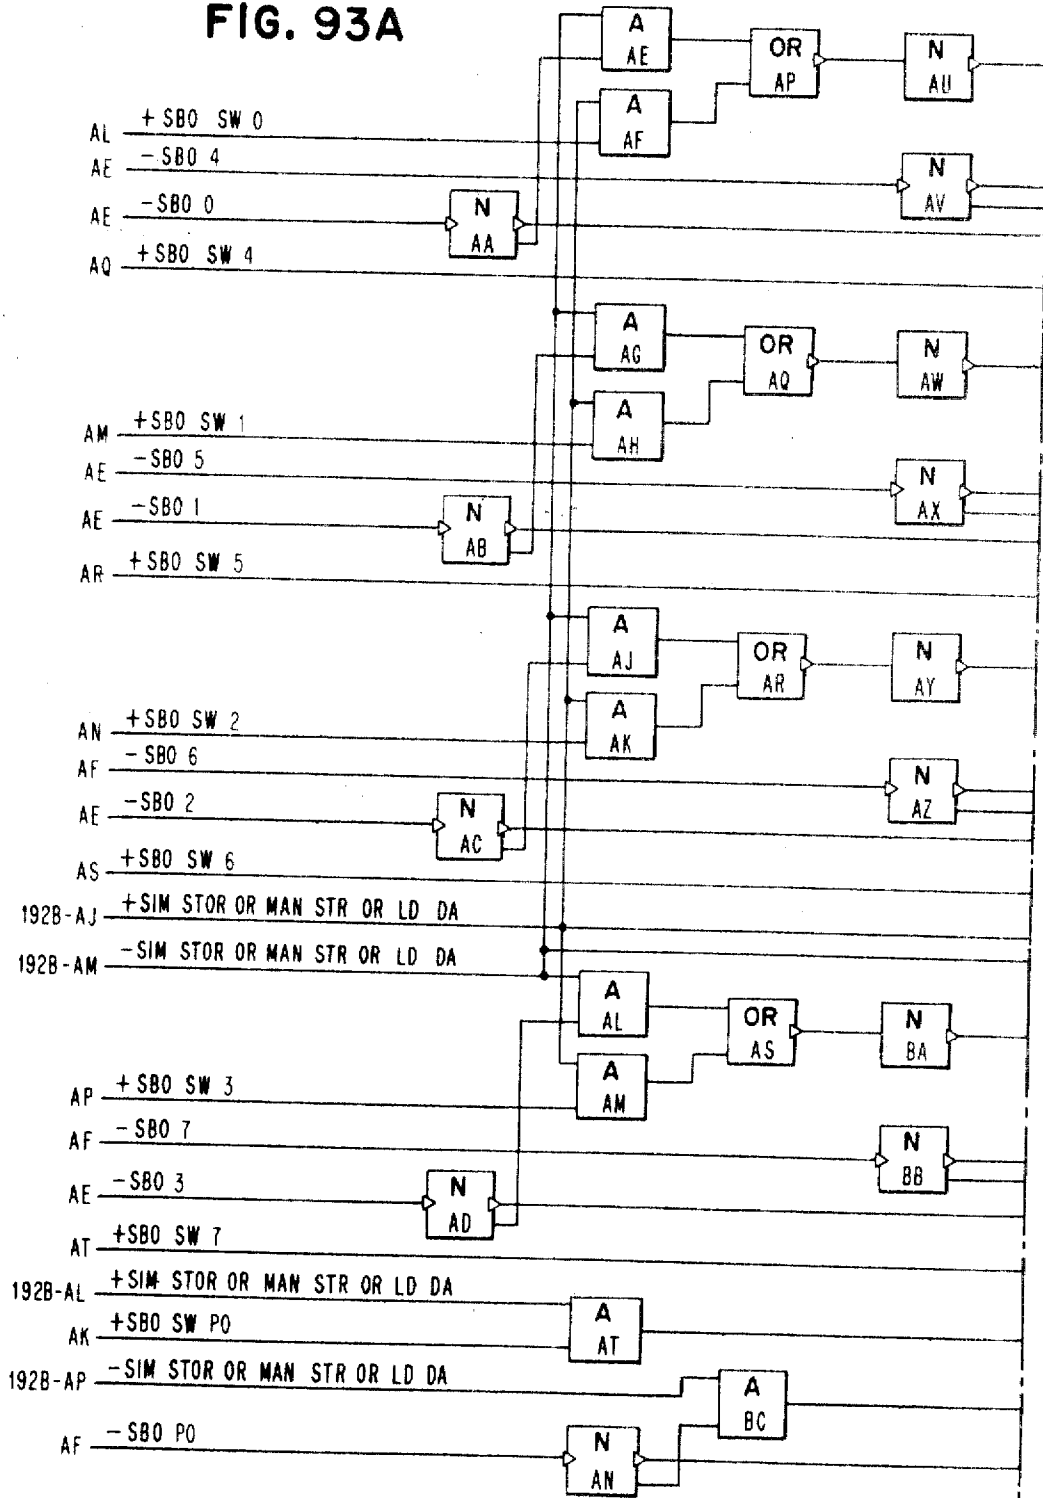 FIG. 93A
A
AE
OR
AP
N
AU
A
AF
AL +SBO SW 0
AE -SBO 4
N
AV
AE -SBO 0
N
AA
AQ +SBO SW 4
A
AG
OR
AQ
N
AW
A
AH
AM +SBO SW 1
AE -SBO 5
N
AX
AE -SBO 1
N
AB
AR +SBO SW 5
A
AJ
OR
AR
N
AY
A
AK
AN +SBO SW 2
AF -SBO 6
N
AZ
AE -SBO 2
N
AC
AS +SBO SW 6
192B-AJ +SIM STOR OR MAN STR OR LD DA
192B-AM -SIM STOR OR MAN STR OR LD DA
A
AL
OR
AS
N
BA
A
AM
AP +SBO SW 3
AF -SBO 7
N
BB
AE -SBO 3
N
AD
AT +SBO SW 7
192B-AL +SIM STOR OR MAN STR OR LD DA
A
AT
AK +SBO SW PO
192B-AP -SIM STOR OR MAN STR OR LD DA
A
BC
AF -SBO PO
N
AN